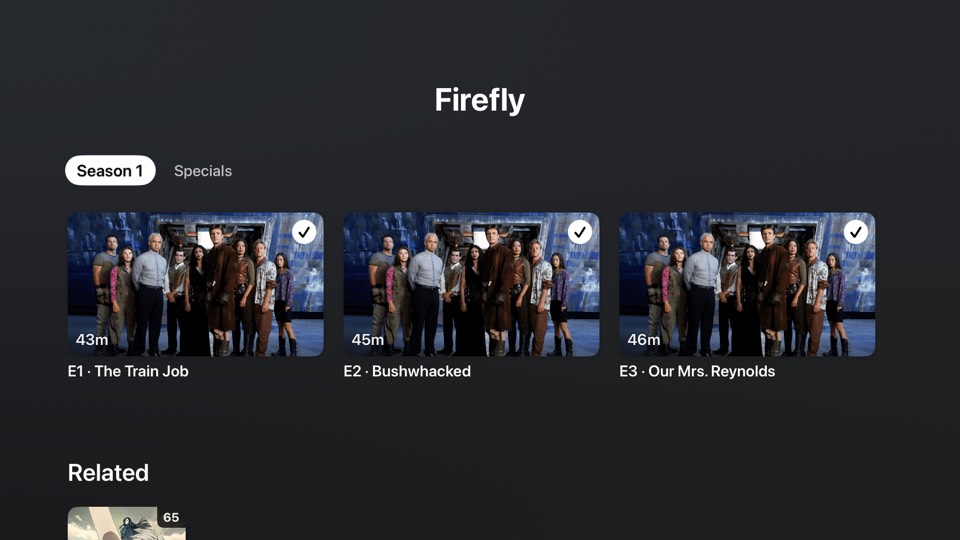 Firefly
Season 1
Specials
43m
45m
46m
E1 · The Train Job
E2 · Bushwhacked
E3 · Our Mrs. Reynolds
Related
65